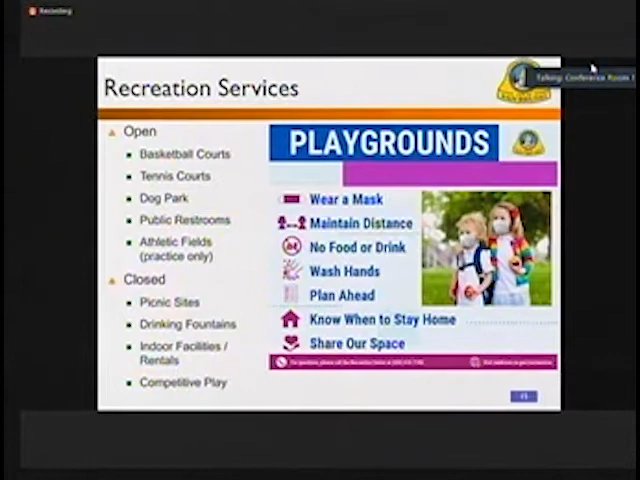 Recording
Talking: Conference Room
Recreation Services
Open
Basketball Courts
Tennis Courts
Dog Park
Public Restrooms
Athletic Fields
(practice only)
Closed
Picnic Sites
Drinking Fountains
Indoor Facilities /
Rentals
Competitive Play
PLAYGROUNDS
Wear a Mask
Maintain Distance
No Food or Drink
Wash Hands
Plan Ahead
Know When to Stay Home
Share Our Space